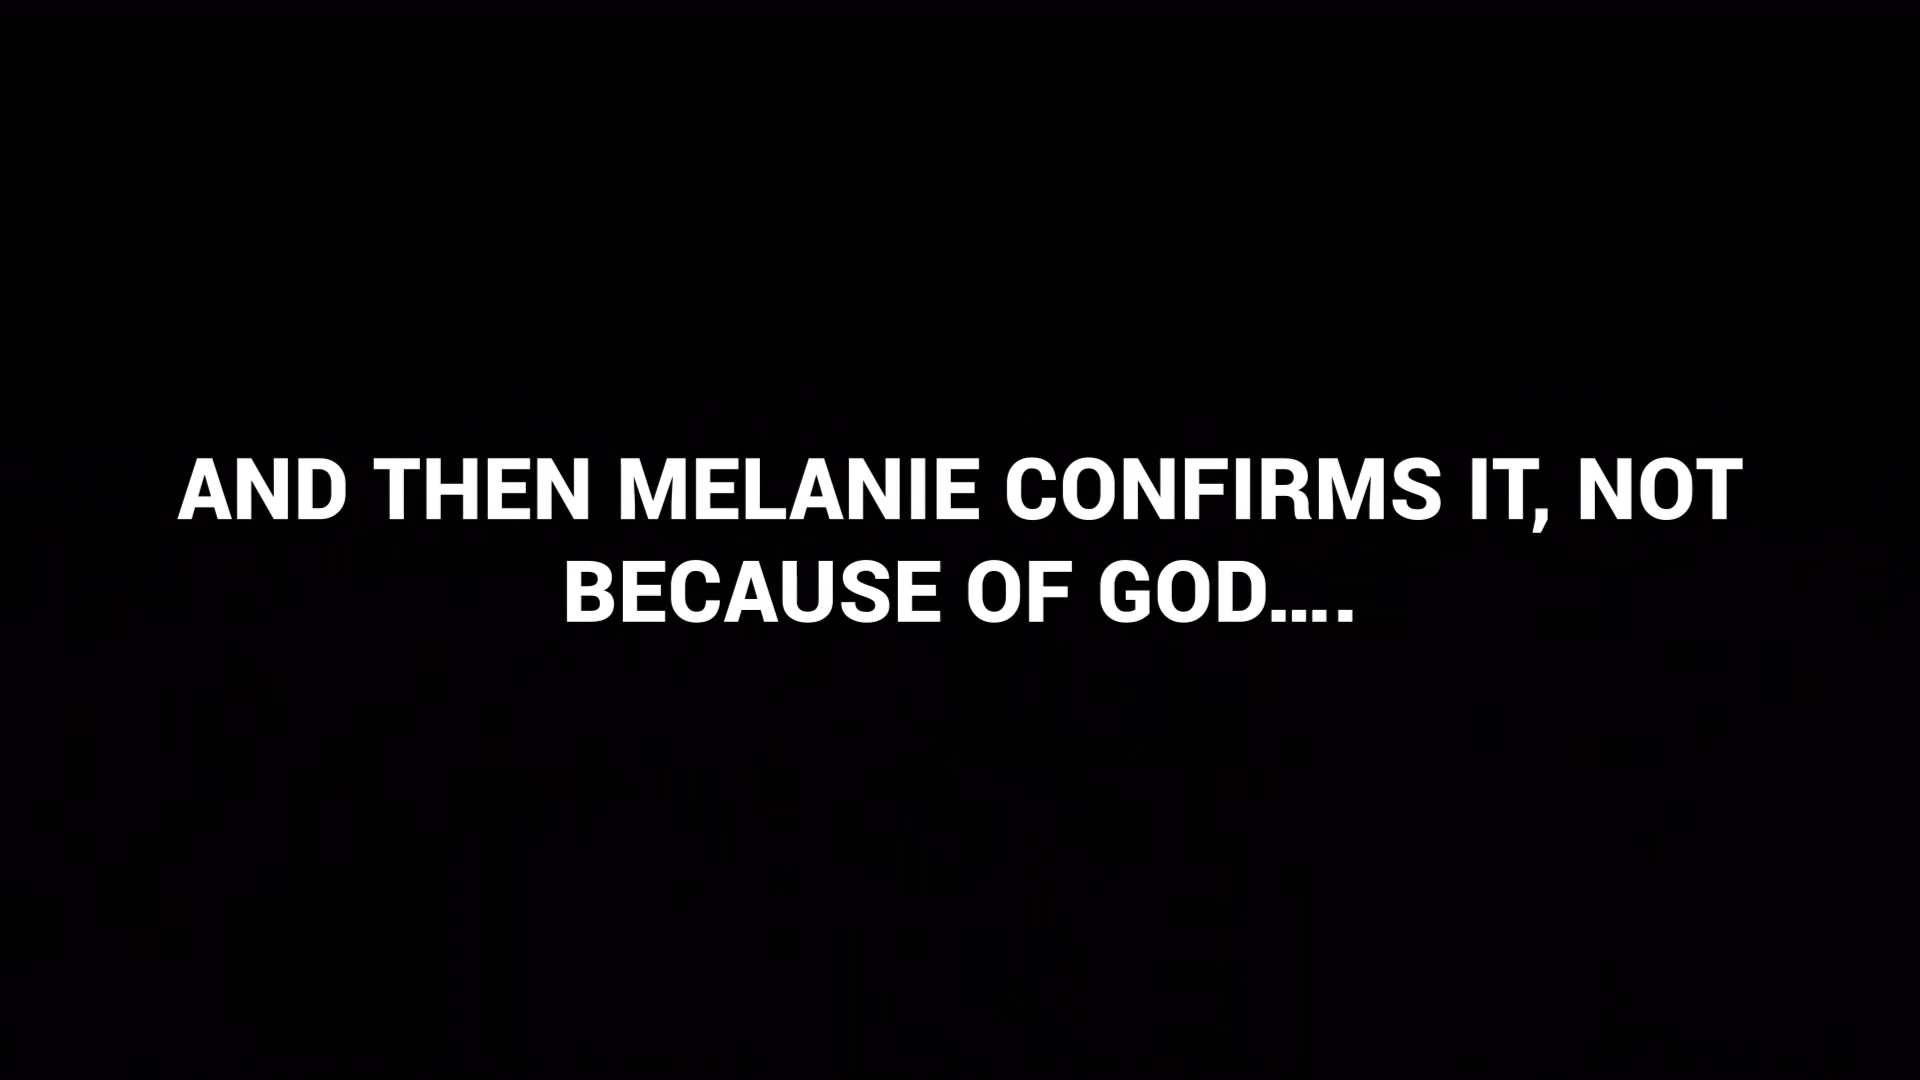 AND THEN MELANIE CONFIRMS IT, NOT
BECAUSE OF GOD....